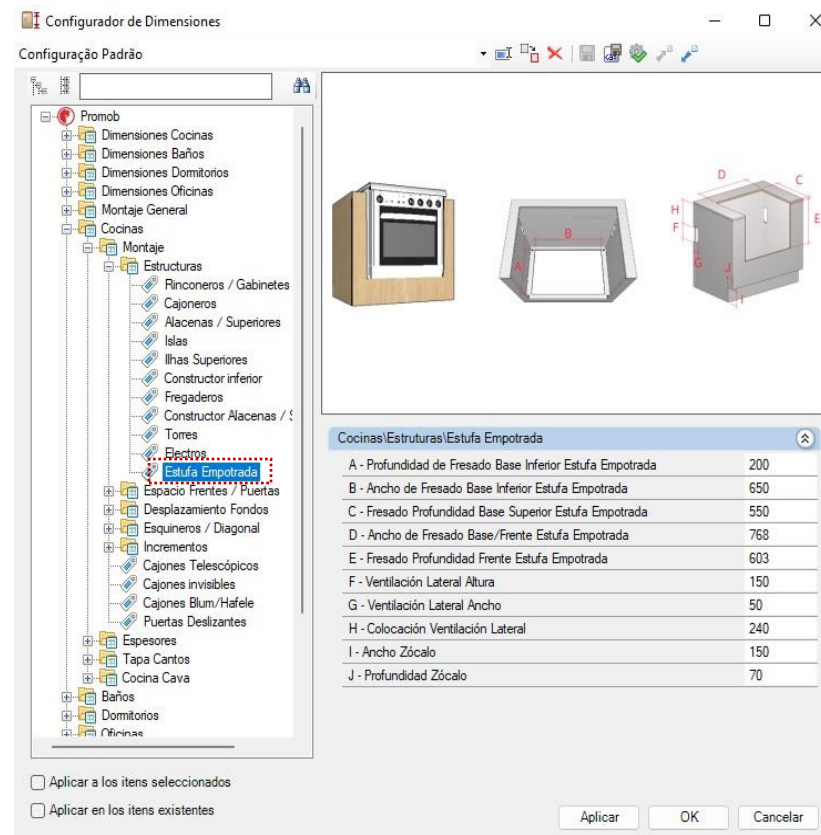 Configurador de Dimensiones
Configuração Padrão
Promob
Dimensiones Cocinas
Dimensiones Baños
Dimensiones Dormitorios
Dimensiones Oficinas
Montaje General
Cocinas
Montaje
Estructuras
Rinconeros / Gabinetes
Cajoneros
Alacenas / Superiores
Islas
Ilhas Superiores
Constructor inferior
Fregaderos
Constructor Alacenas / S
Torres
Electros
Estufa Empotrada
Espacio Frentes / Puertas
Desplazamiento Fondos
Esquineros / Diagonal
Incrementos
Cajones Telescópicos
Cajones invisibles
Cajones Blum/Hafele
Puertas Deslizantes
Espesores
Tapa Cantos
Cocina Cava
Baños
Dormitorios
Oficinas
A
B
D
C
H
F
E
G
J
I
Cocinas\Estruturas\Estufa Empotrada
A - Profundidad de Fresado Base Inferior Estufa Empotrada 200
B - Ancho de Fresado Base Inferior Estufa Empotrada 650
C - Fresado Profundidad Base Superior Estufa Empotrada 550
D - Ancho de Fresado Base/Frente Estufa Empotrada 768
E - Fresado Profundidad Frente Estufa Empotrada 603
F - Ventilación Lateral Altura 150
G - Ventilación Lateral Ancho 50
H - Colocación Ventilación Lateral 240
I - Ancho Zócalo 150
J - Profundidad Zócalo 70
Aplicar a los itens seleccionados
Aplicar en los itens existentes
Aplicar OK Cancelar